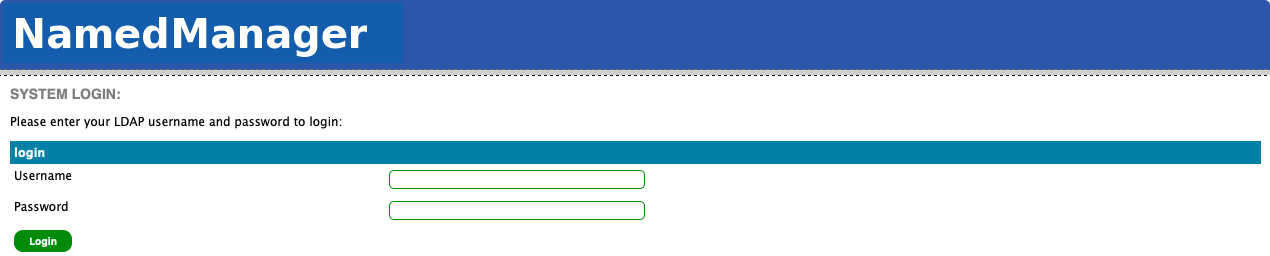 NamedManager
SYSTEM LOGIN:
Please enter your LDAP username and password to login:
login
Username
Password
Login